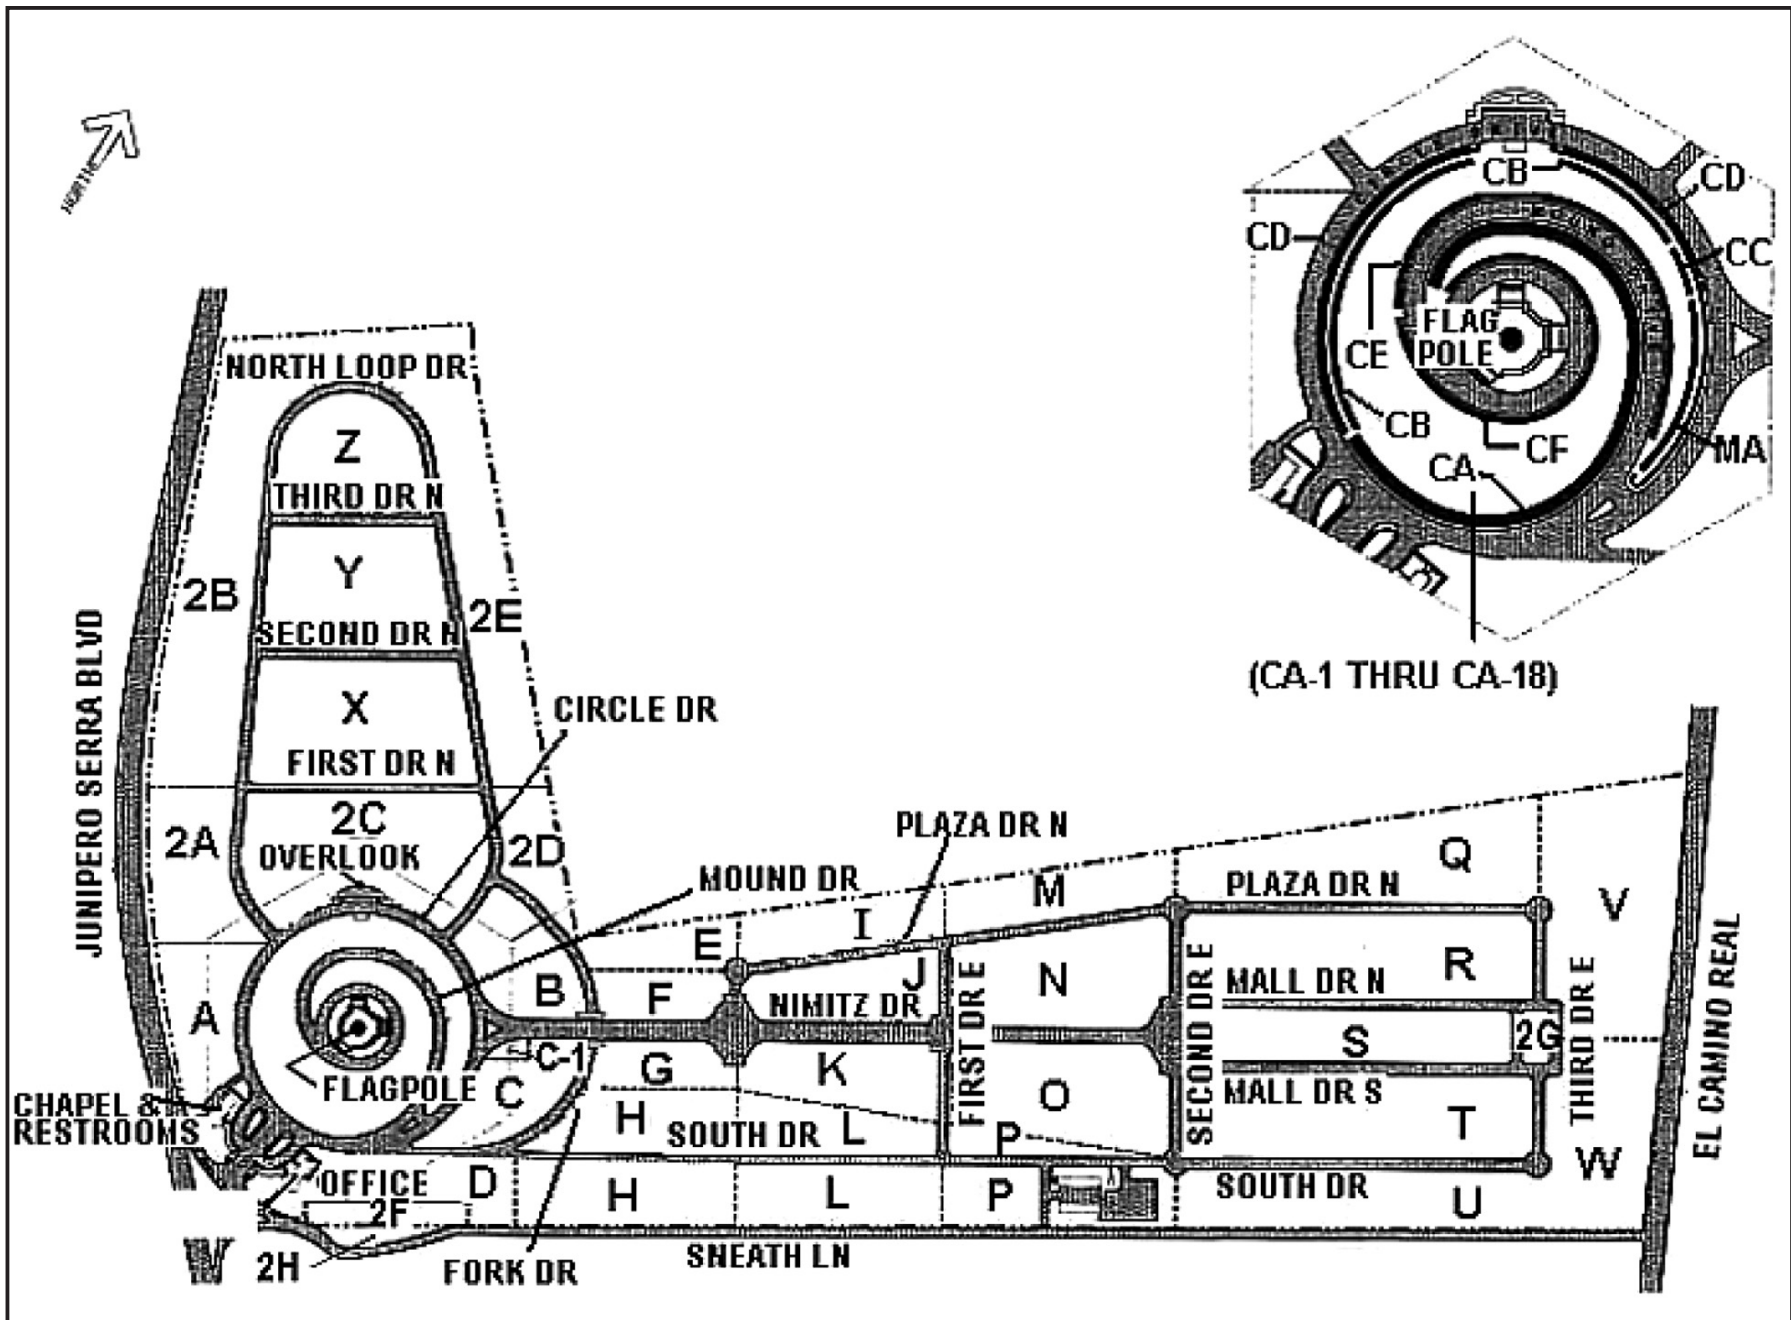 NORTH
CB
CD
CD
CC
FLAG
POLE
CE
CB
CF
MA
CA
(CA-1 THRU CA-18)
NORTH LOOP DR
Z
THIRD DR N
Y
2B
2E
SECOND DR N
X
JUNIPERO SERRA BLVD
CIRCLE DR
FIRST DR N
2C
2A
OVERLOOK
2D
PLAZA DR N
MOUND DR
M
Q
PLAZA DR N
V
I
E
J
B
F
NIMITZ DR
N
FIRST DR E
SECOND DR E
MALL DR N
R
THIRD DR E
EL CAMINO REAL
A
S
2G
C-1
G
K
FLAGPOLE
C
O
MALL DR S
CHAPEL &
RESTROOMS
H
SOUTH DR
L
P
T
W
OFFICE
D
H
L
P
SOUTH DR
U
2F
2H
FORK DR
SNEATH LN